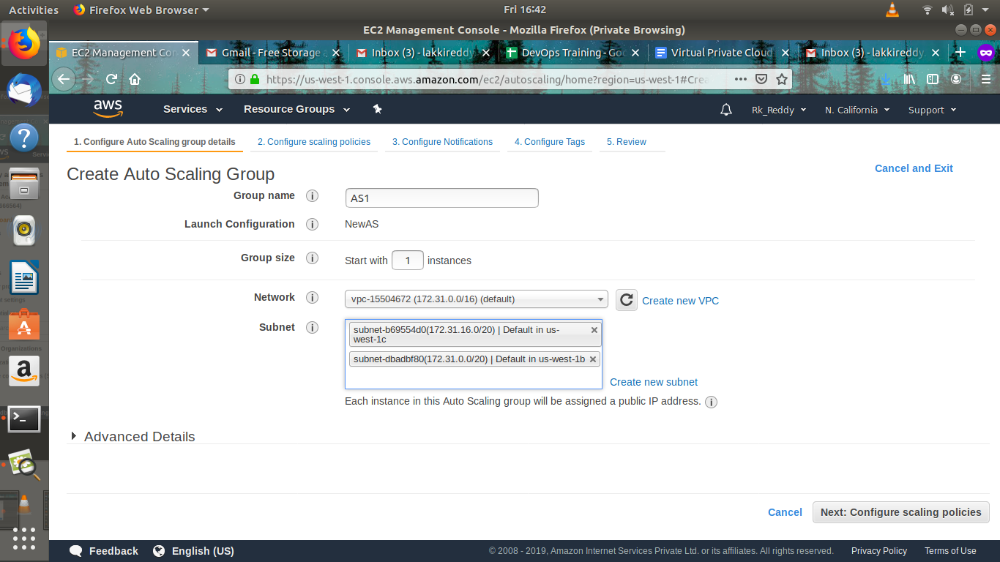 Activities
Firefox Web Browser
Fri 16:42
EC2 Management Console - Mozilla Firefox (Private Browsing)
EC2 Management Con
Gmail - Free Storage a
Inbox (3) - lakkireddy.
DevOps Training - Goo
Virtual Private Cloud
Inbox (3) - lakkireddy.
https://us-west-1.console.aws.amazon.com/ec2/autoscaling/home?region=us-west-1#Crea
aws
Services
Resource Groups
Rk_Reddy
N. California
Support
1. Configure Auto Scaling group details
2. Configure scaling policies
3. Configure Notifications
4. Configure Tags
5. Review
Create Auto Scaling Group
Cancel and Exit
Group name
AS1
Launch Configuration
NewAS
Group size
Start with 1 instances
Network
vpc-15504672 (172.31.0.0/16) (default)
Create new VPC
Subnet
subnet-b69554d0(172.31.16.0/20) | Default in us-
west-1c
subnet-dbadbf80(172.31.0.0/20) | Default in us-west-1b
Create new subnet
Each instance in this Auto Scaling group will be assigned a public IP address.
Advanced Details
Cancel
Next: Configure scaling policies
Feedback
English (US)
© 2008 - 2019, Amazon Internet Services Private Ltd. or its affiliates. All rights reserved.
Privacy Policy
Terms of Use